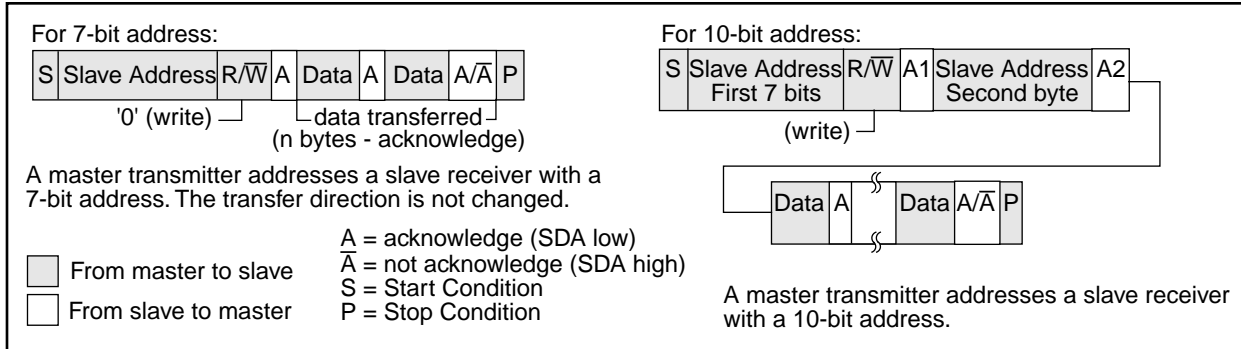 For 7-bit address:
S Slave Address R/W̅ A Data A Data A/A̅ P
'0' (write)
data transferred
(n bytes - acknowledge)
A master transmitter addresses a slave receiver with a
7-bit address. The transfer direction is not changed.
From master to slave
From slave to master
A = acknowledge (SDA low)
A̅ = not acknowledge (SDA high)
S = Start Condition
P = Stop Condition
For 10-bit address:
S Slave Address R/W̅ A1 Slave Address A2
First 7 bits Second byte
(write)
Data A Data A/A̅ P
A master transmitter addresses a slave receiver
with a 10-bit address.